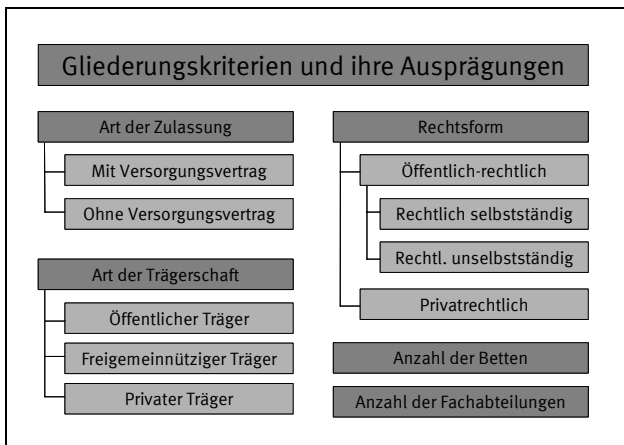 Gliederungskriterien und ihre Ausprägungen
Art der Zulassung
Mit Versorgungsvertrag
Ohne Versorgungsvertrag
Art der Trägerschaft
Öffentlicher Träger
Freigemeinnütziger Träger
Privater Träger
Rechtsform
Öffentlich-rechtlich
Rechtlich selbstständig
Rechtl. unselbstständig
Privatrechtlich
Anzahl der Betten
Anzahl der Fachabteilungen